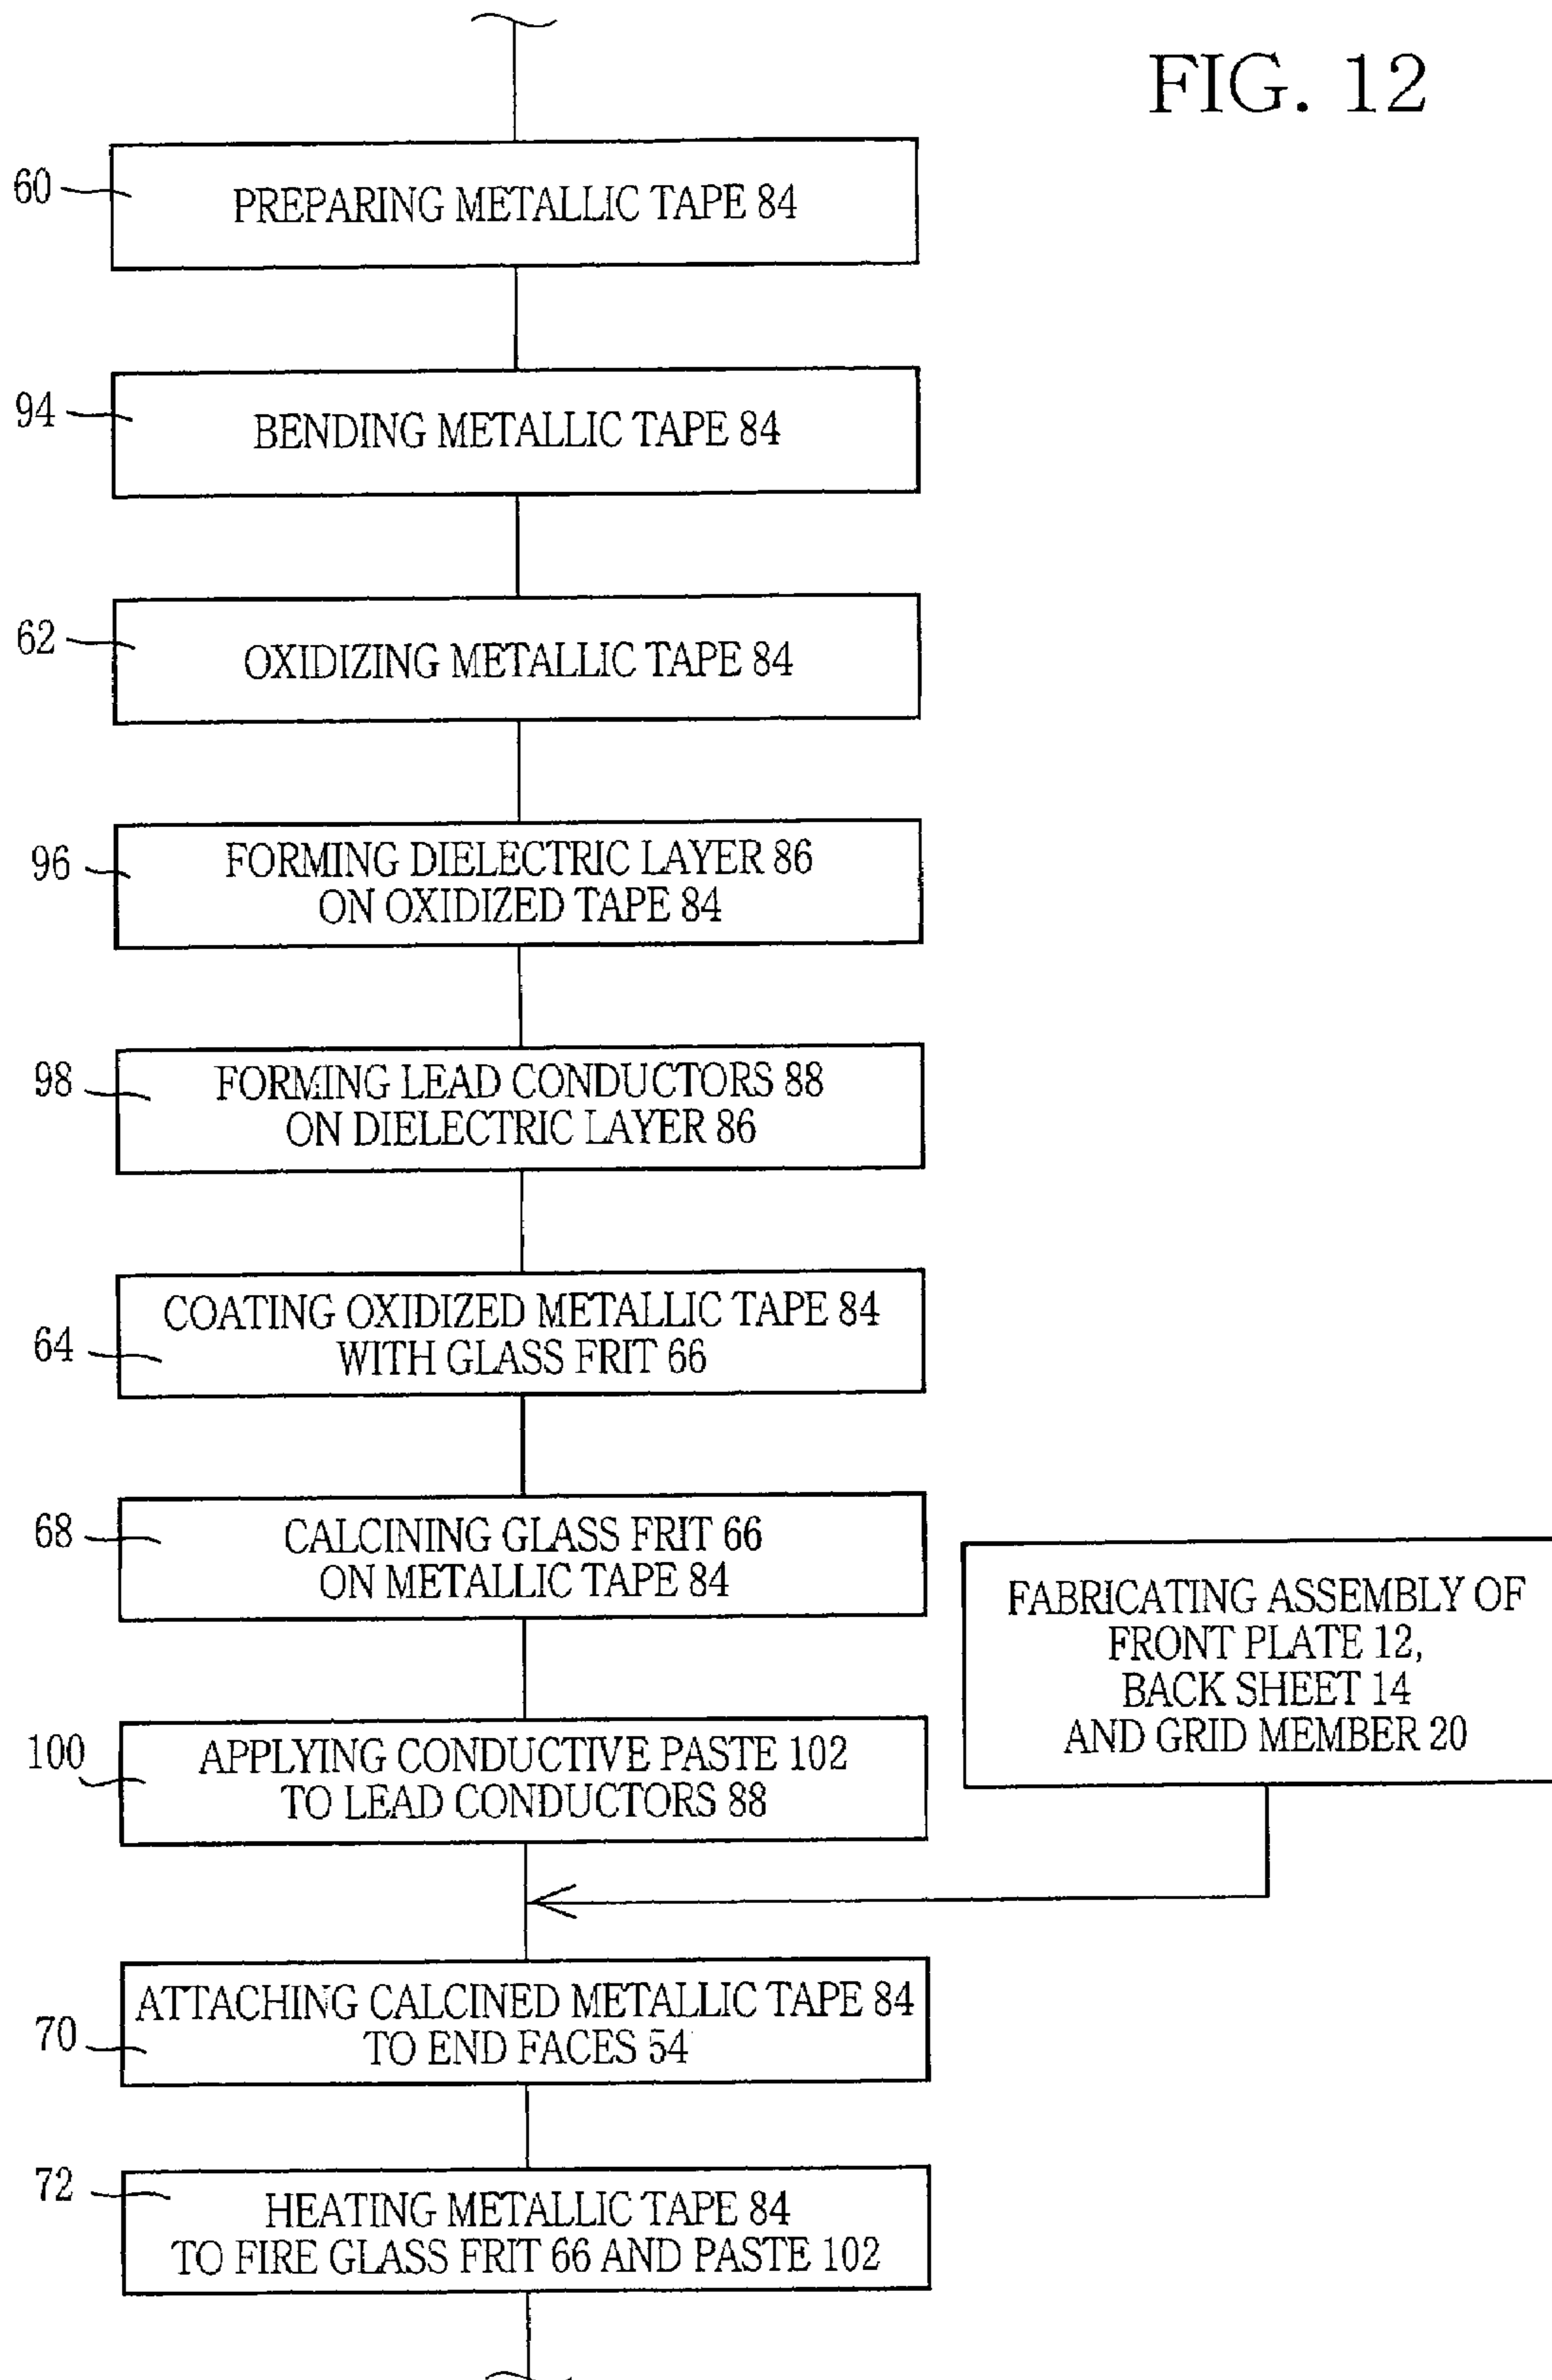 FIG. 12
60
PREPARING METALLIC TAPE 84
94
BENDING METALLIC TAPE 84
62
OXIDIZING METALLIC TAPE 84
96
FORMING DIELECTRIC LAYER 86
ON OXIDIZED TAPE 84
98
FORMING LEAD CONDUCTORS 88
ON DIELECTRIC LAYER 86
64
COATING OXIDIZED METALLIC TAPE 84
WITH GLASS FRIT 66
68
CALCINING GLASS FRIT 66
ON METALLIC TAPE 84
FABRICATING ASSEMBLY OF
FRONT PLATE 12,
BACK SHEET 14
AND GRID MEMBER 20
100
APPLYING CONDUCTIVE PASTE 102
TO LEAD CONDUCTORS 88
70
ATTACHING CALCINED METALLIC TAPE 84
TO END FACES 54
72
HEATING METALLIC TAPE 84
TO FIRE GLASS FRIT 66 AND PASTE 102